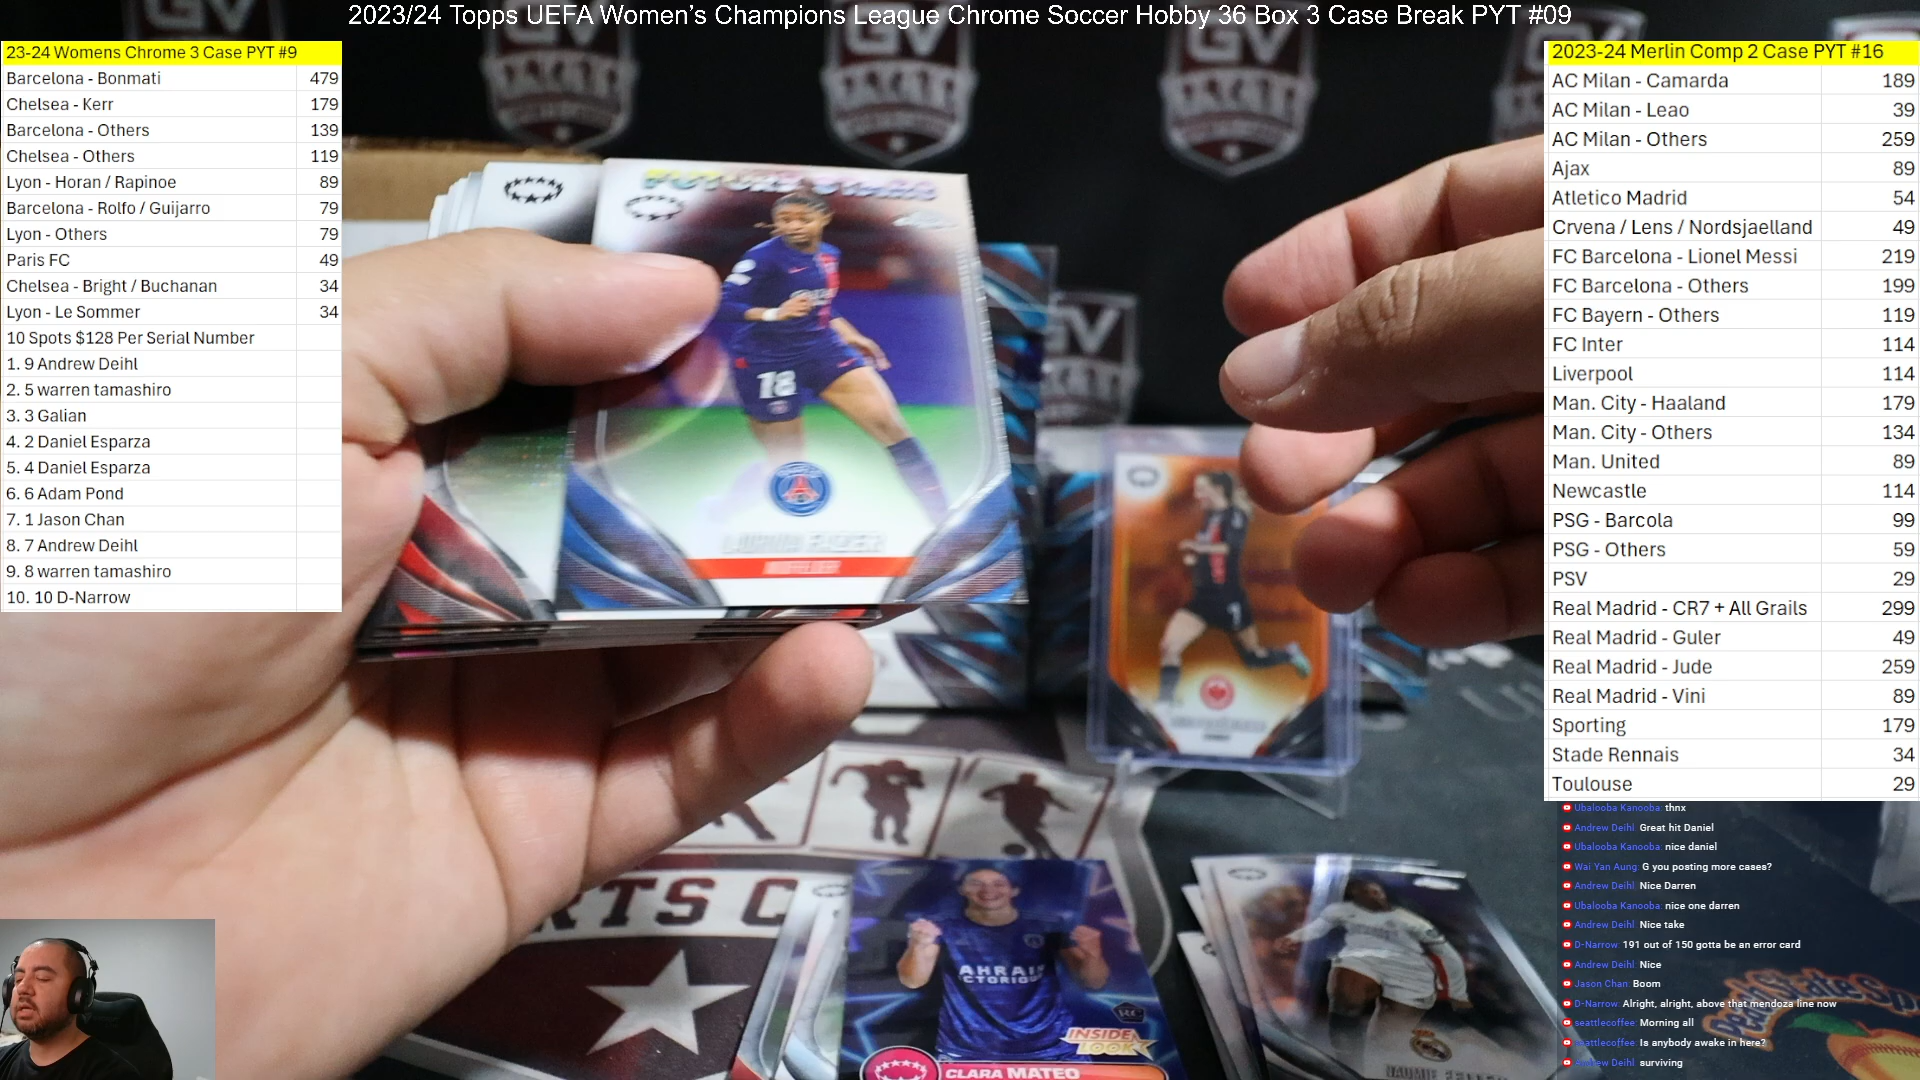 2023/24 Topps UEFA Women's Champions League Chrome Soccer Hobby 36 Box 3 Case Break PYT #09
23-24 Womens Chrome 3 Case PYT #9
Barcelona - Bonmati 479
Chelsea - Kerr 179
Barcelona - Others 139
Chelsea - Others 119
Lyon - Horan / Rapinoe 89
Barcelona - Rolfo / Guijarro 79
Lyon - Others 79
Paris FC 49
Chelsea - Bright / Buchanan 34
Lyon - Le Sommer 34
10 Spots $128 Per Serial Number
1. 9 Andrew Deihl
2. 5 warren tamashiro
3. 3 Galian
4. 2 Daniel Esparza
5. 4 Daniel Esparza
6. 6 Adam Pond
7. 1 Jason Chan
8. 7 Andrew Deihl
9. 8 warren tamashiro
10. 10 D-Narrow
FUTURE STARS
18
GV
RTS C
AHRAIN
CTORIOU
INSIDE
LOOK
CLARA MATEO
2023-24 Merlin Comp 2 Case PYT #16
AC Milan - Camarda 189
AC Milan - Leao 39
AC Milan - Others 259
Ajax 89
Atletico Madrid 54
Crvena / Lens / Nordsjaelland 49
FC Barcelona - Lionel Messi 219
FC Barcelona - Others 199
FC Bayern - Others 119
FC Inter 114
Liverpool 114
Man. City - Haaland 179
Man. City - Others 134
Man. United 89
Newcastle 114
PSG - Barcola 99
PSG - Others 59
PSV 29
Real Madrid - CR7 + All Grails 299
Real Madrid - Guler 49
Real Madrid - Jude 259
Real Madrid - Vini 89
Sporting 179
Stade Rennais 34
Toulouse 29
Ubalooba Kanooba: thnx
Andrew Deihl: Great hit Daniel
Ubalooba Kanooba: nice daniel
Wai Yan Aung: G you posting more cases?
Andrew Deihl: Nice Darren
Ubalooba Kanooba: nice one darren
Andrew Deihl: Nice take
D-Narrow: 191 out of 150 gotta be an error card
Andrew Deihl: Nice
Jason Chan: Boom
D-Narrow: Alright, alright, above that mendoza line now
seattlecoffee: Morning all
seattlecoffee: Is anybody awake in here?
Andrew Deihl: surviving